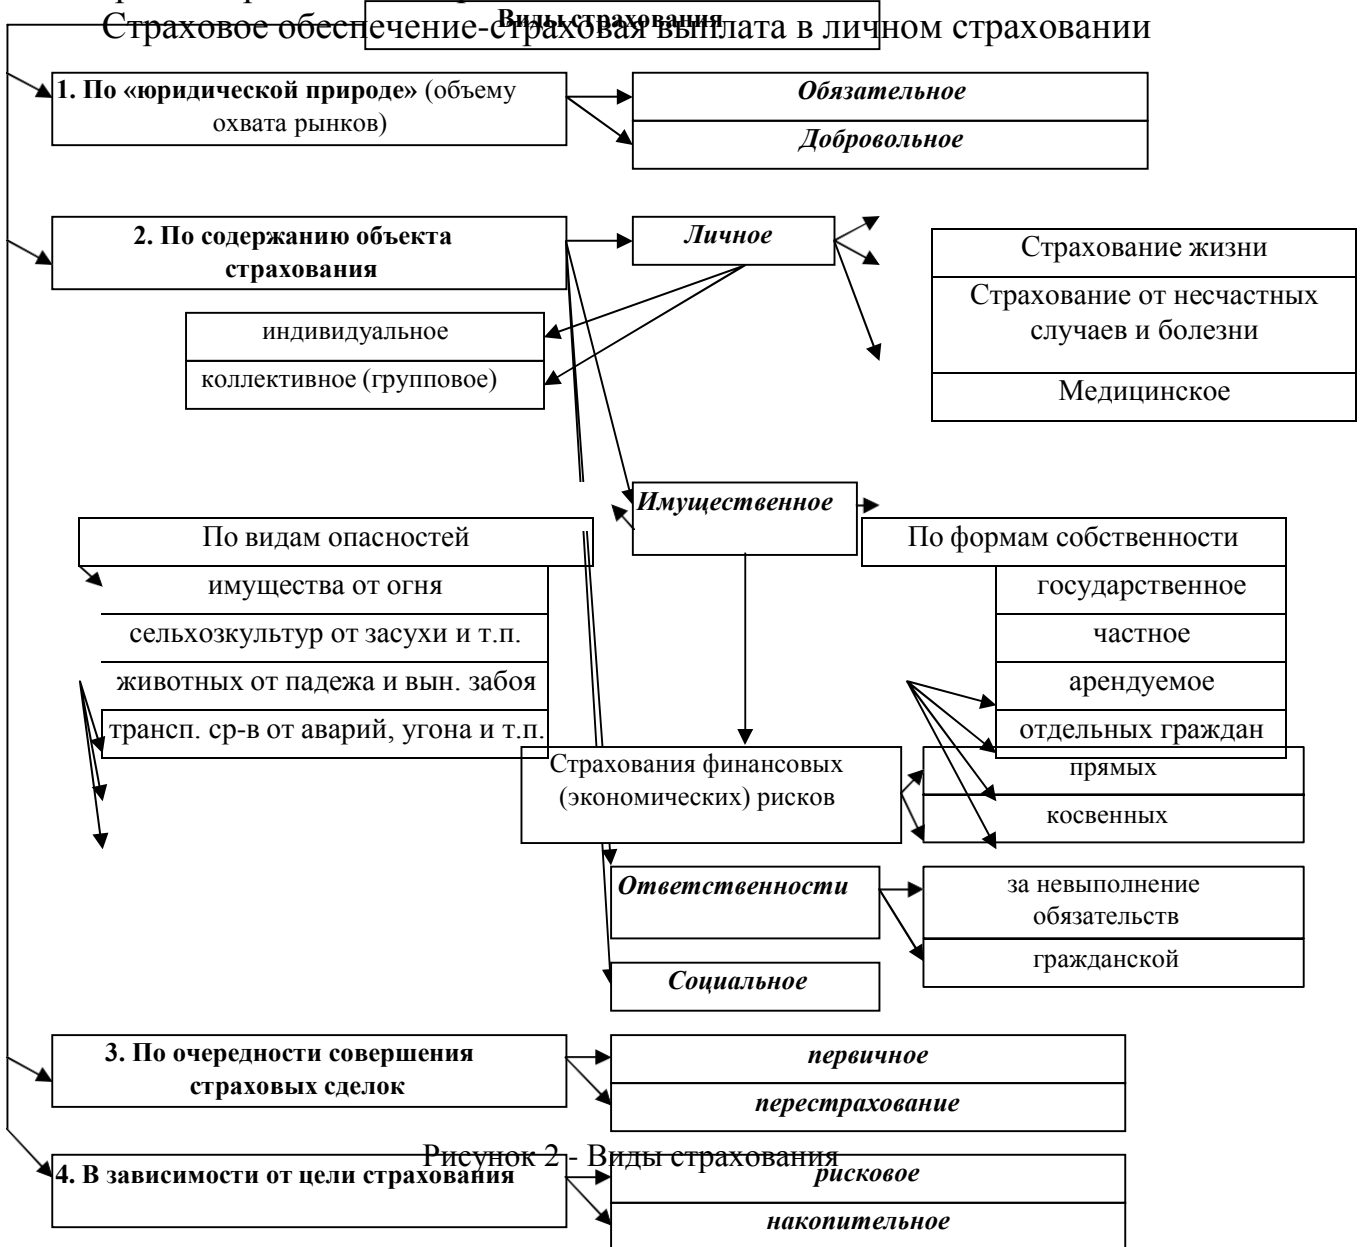 Виды страхования
Страховое обеспечение-страховая выплата в личном страховании
1. По «юридической природе» (объему
охвата рынков)
Обязательное
Добровольное
2. По содержанию объекта
страхования
Личное
Страхование жизни
Страхование от несчастных
случаев и болезни
Медицинское
индивидуальное
коллективное (групповое)
Имущественное
По видам опасностей
имущества от огня
сельхозкультур от засухи и т.п.
животных от падежа и вын. забоя
трансп. ср-в от аварий, угона и т.п.
По формам собственности
государственное
частное
арендуемое
отдельных граждан
Страхования финансовых
(экономических) рисков
прямых
косвенных
Ответственности
за невыполнение
обязательств
гражданской
Социальное
3. По очередности совершения
страховых сделок
первичное
перестрахование
Рисунок 2 - Виды страхования
4. В зависимости от цели страхования
рисковое
накопительное